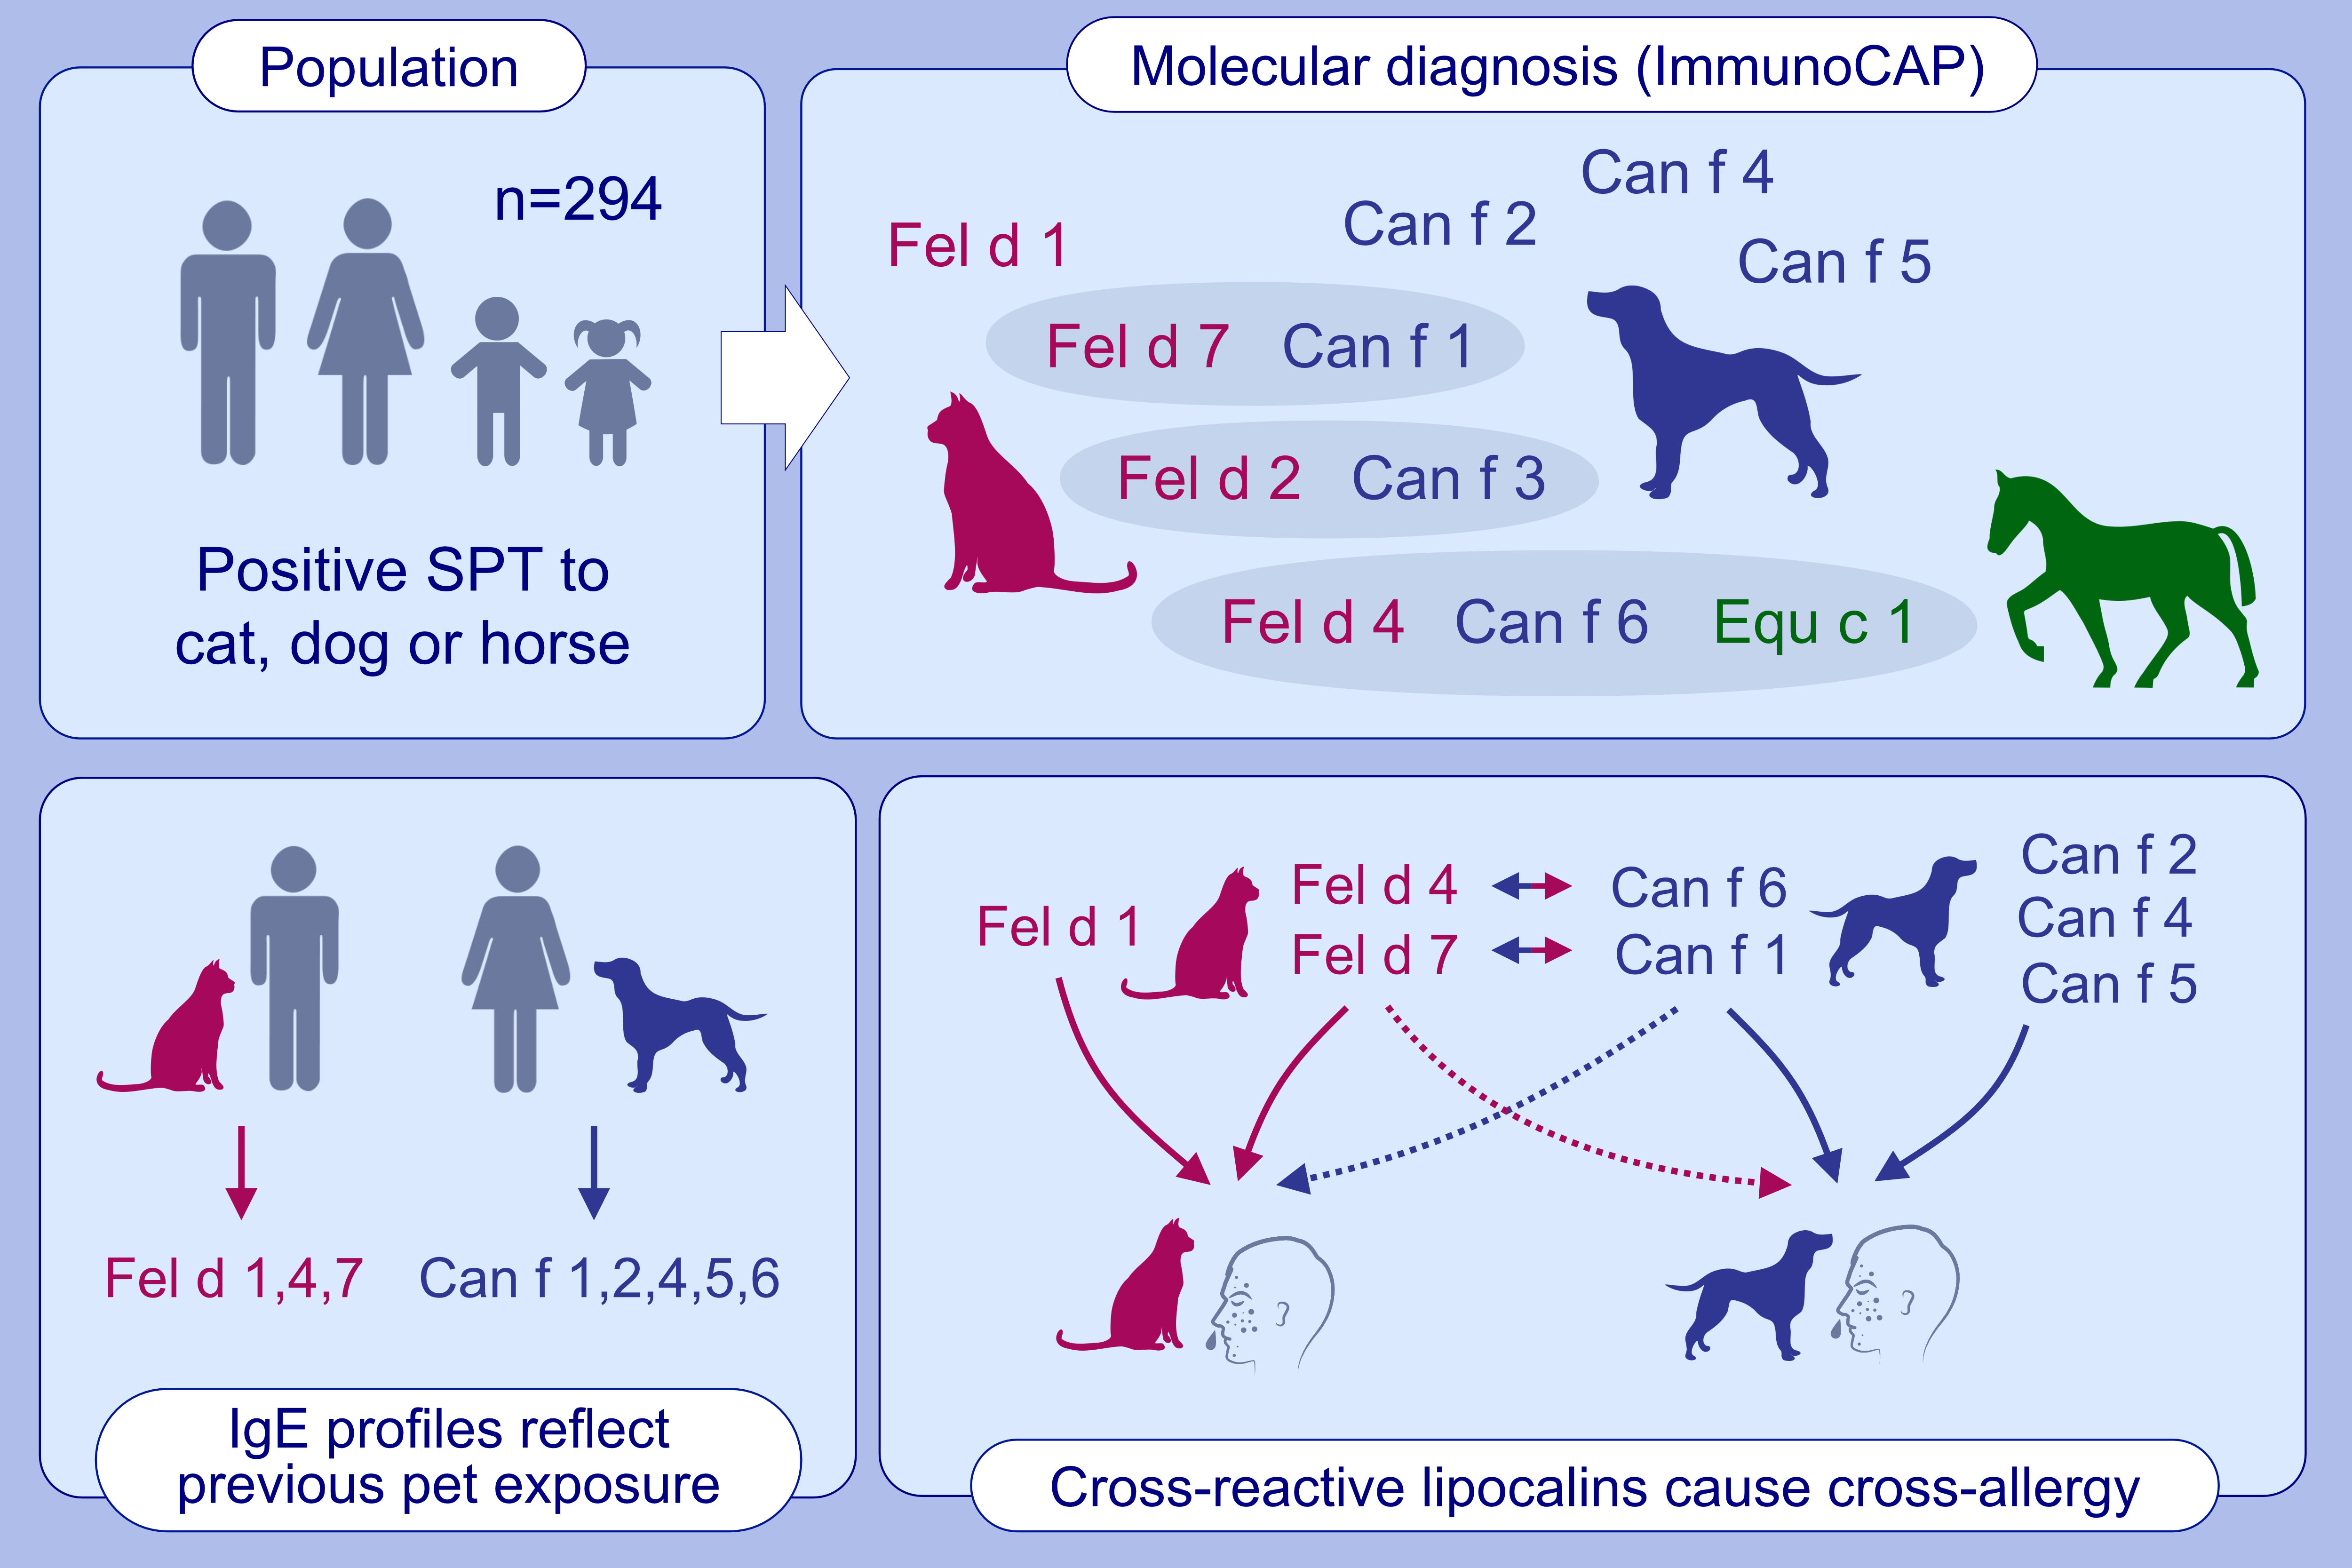 Population
n=294
Positive SPT to
cat, dog or horse
Molecular diagnosis (ImmunoCAP)
Can f 4
Can f 2
Fel d 1
Can f 5
Fel d 7 Can f 1
Fel d 2 Can f 3
Fel d 4 Can f 6 Equ c 1
Fel d 1,4,7
Can f 1,2,4,5,6
IgE profiles reflect
previous pet exposure
Fel d 1
Fel d 4
Can f 6
Fel d 7
Can f 1
Can f 2
Can f 4
Can f 5
Cross-reactive lipocalins cause cross-allergy